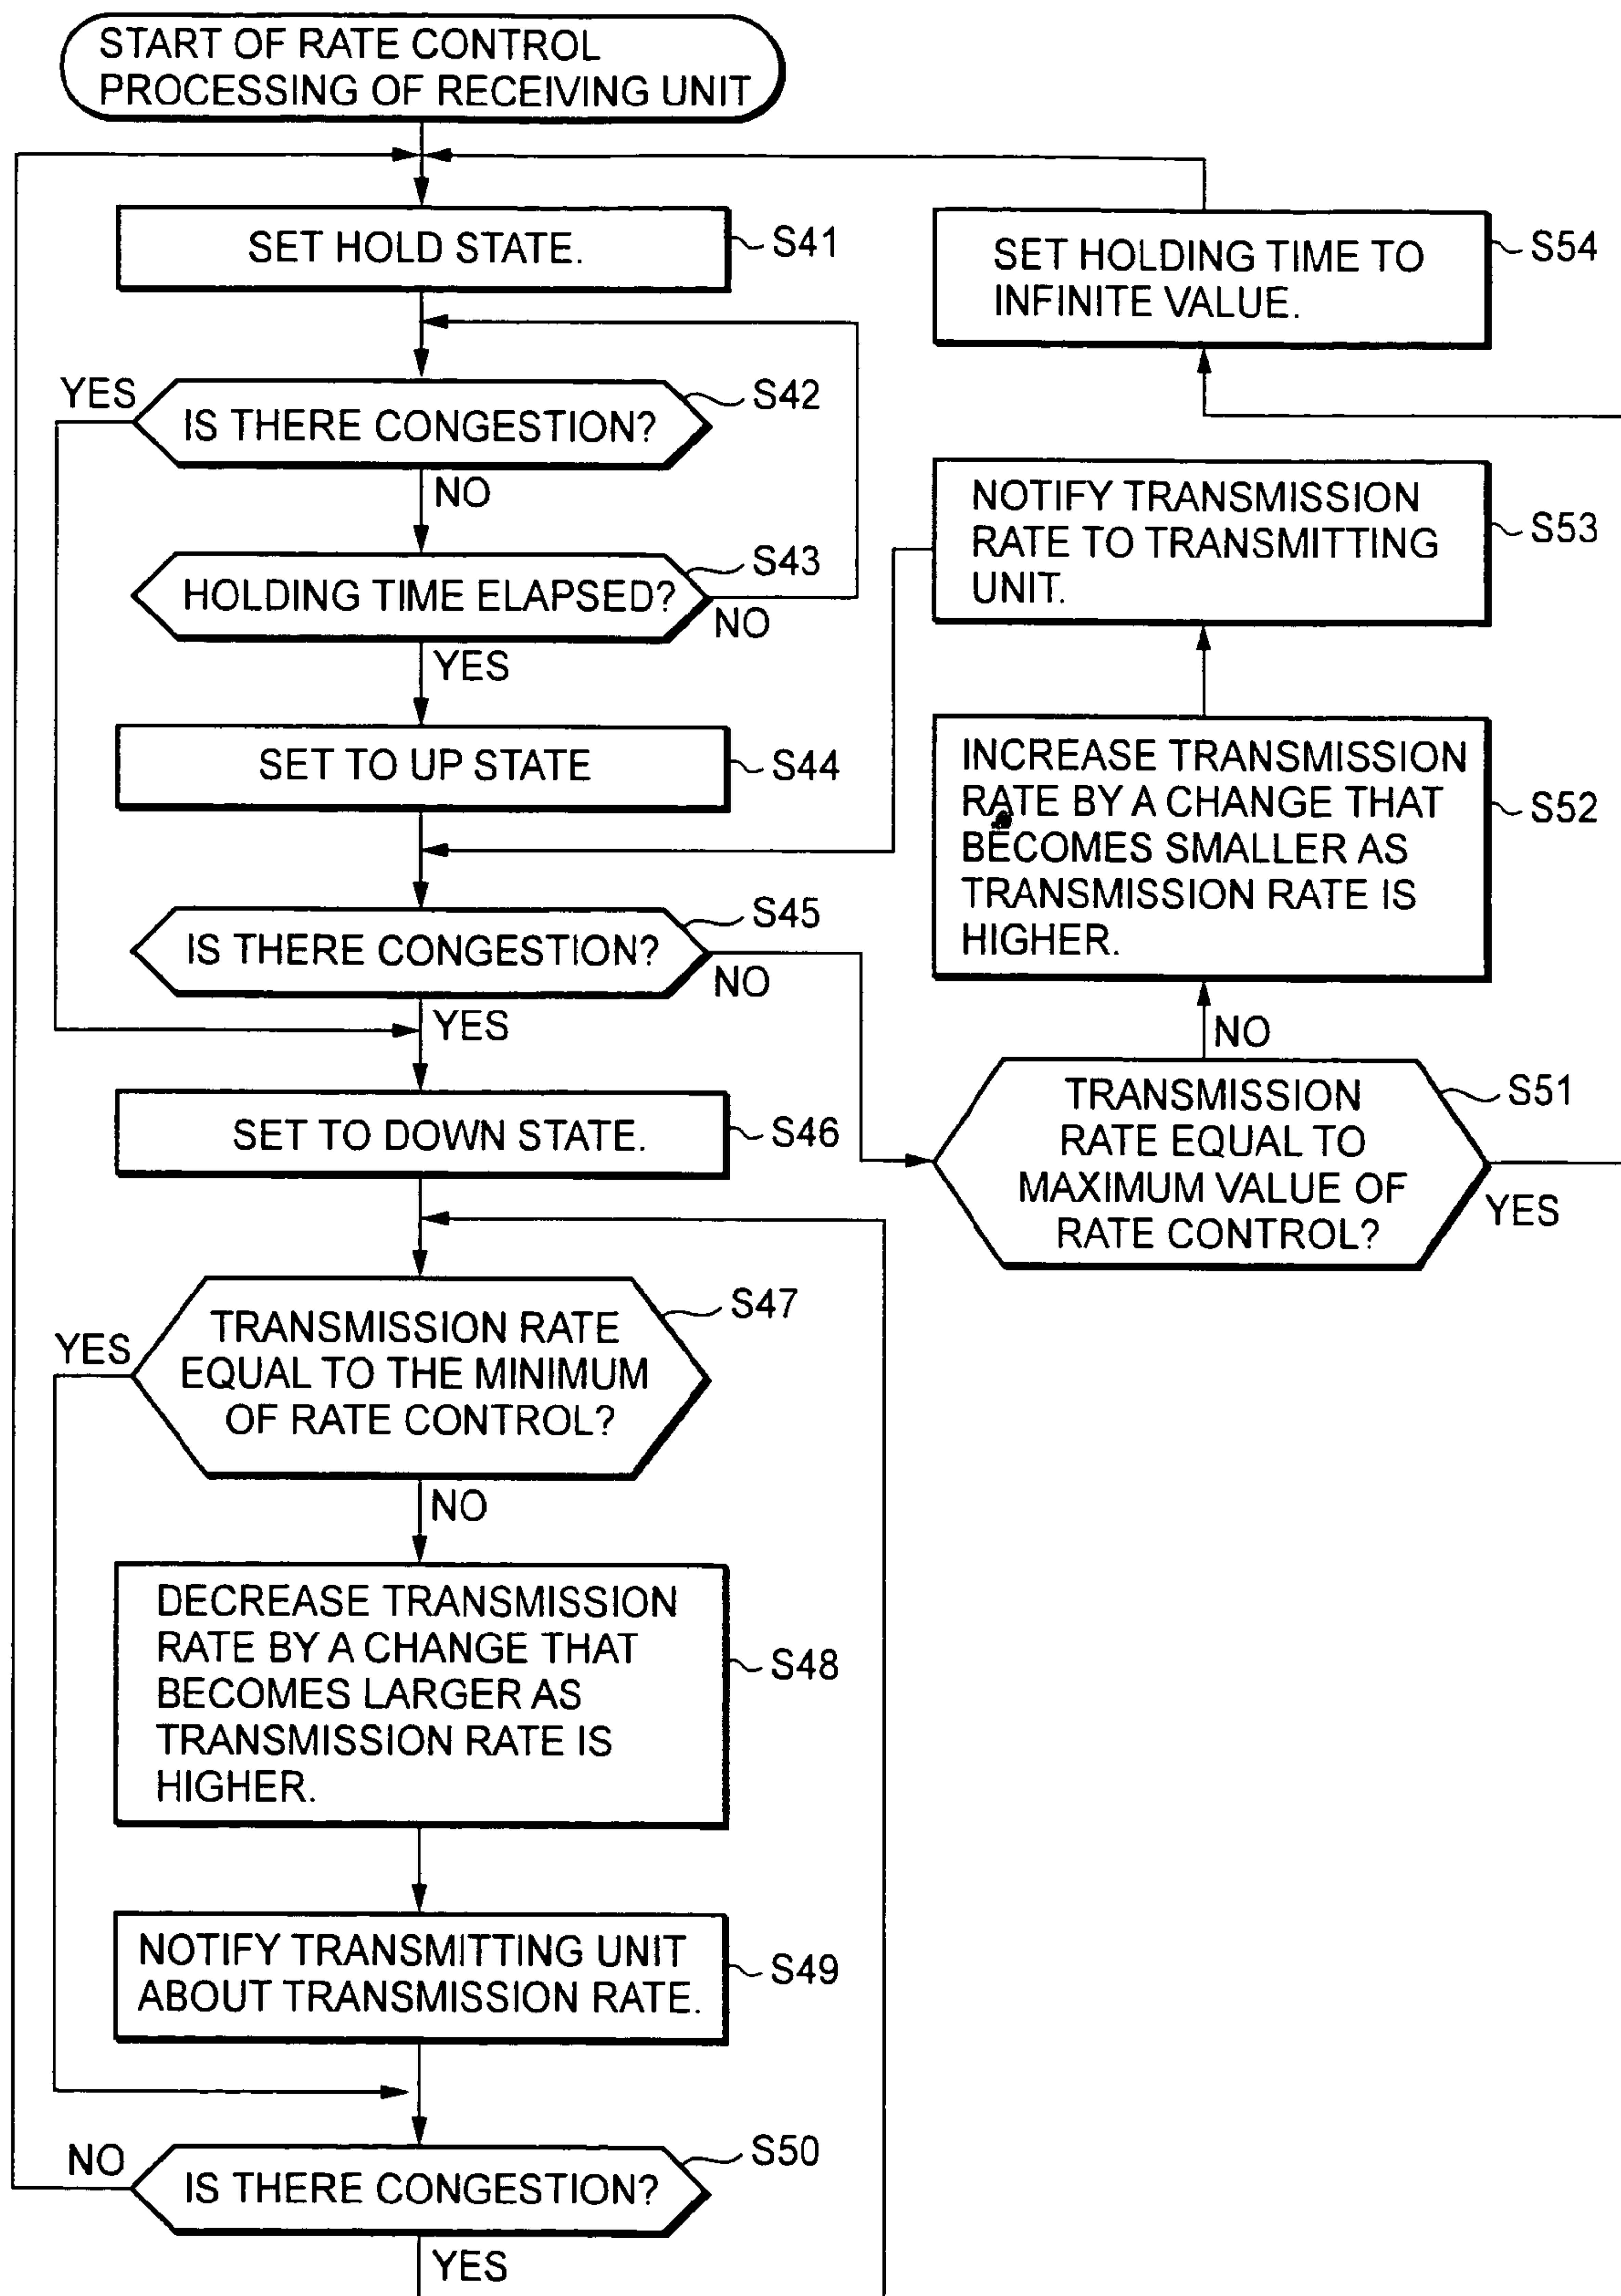 START OF RATE CONTROL
PROCESSING OF RECEIVING UNIT
SET HOLD STATE.
S41
YES
IS THERE CONGESTION?
S42
NO
HOLDING TIME ELAPSED?
S43
NO
YES
SET TO UP STATE
S44
IS THERE CONGESTION?
S45
NO
YES
SET TO DOWN STATE.
S46
TRANSMISSION RATE
EQUAL TO THE MINIMUM
OF RATE CONTROL?
S47
YES
NO
DECREASE TRANSMISSION
RATE BY A CHANGE THAT
BECOMES LARGER AS
TRANSMISSION RATE IS
HIGHER.
S48
NOTIFY TRANSMITTING UNIT
ABOUT TRANSMISSION RATE.
S49
NO
IS THERE CONGESTION?
S50
YES
SET HOLDING TIME TO
INFINITE VALUE.
S54
NOTIFY TRANSMISSION
RATE TO TRANSMITTING
UNIT.
S53
INCREASE TRANSMISSION
RATE BY A CHANGE THAT
BECOMES SMALLER AS
TRANSMISSION RATE IS
HIGHER.
S52
NO
TRANSMISSION
RATE EQUAL TO
MAXIMUM VALUE OF
RATE CONTROL?
S51
YES